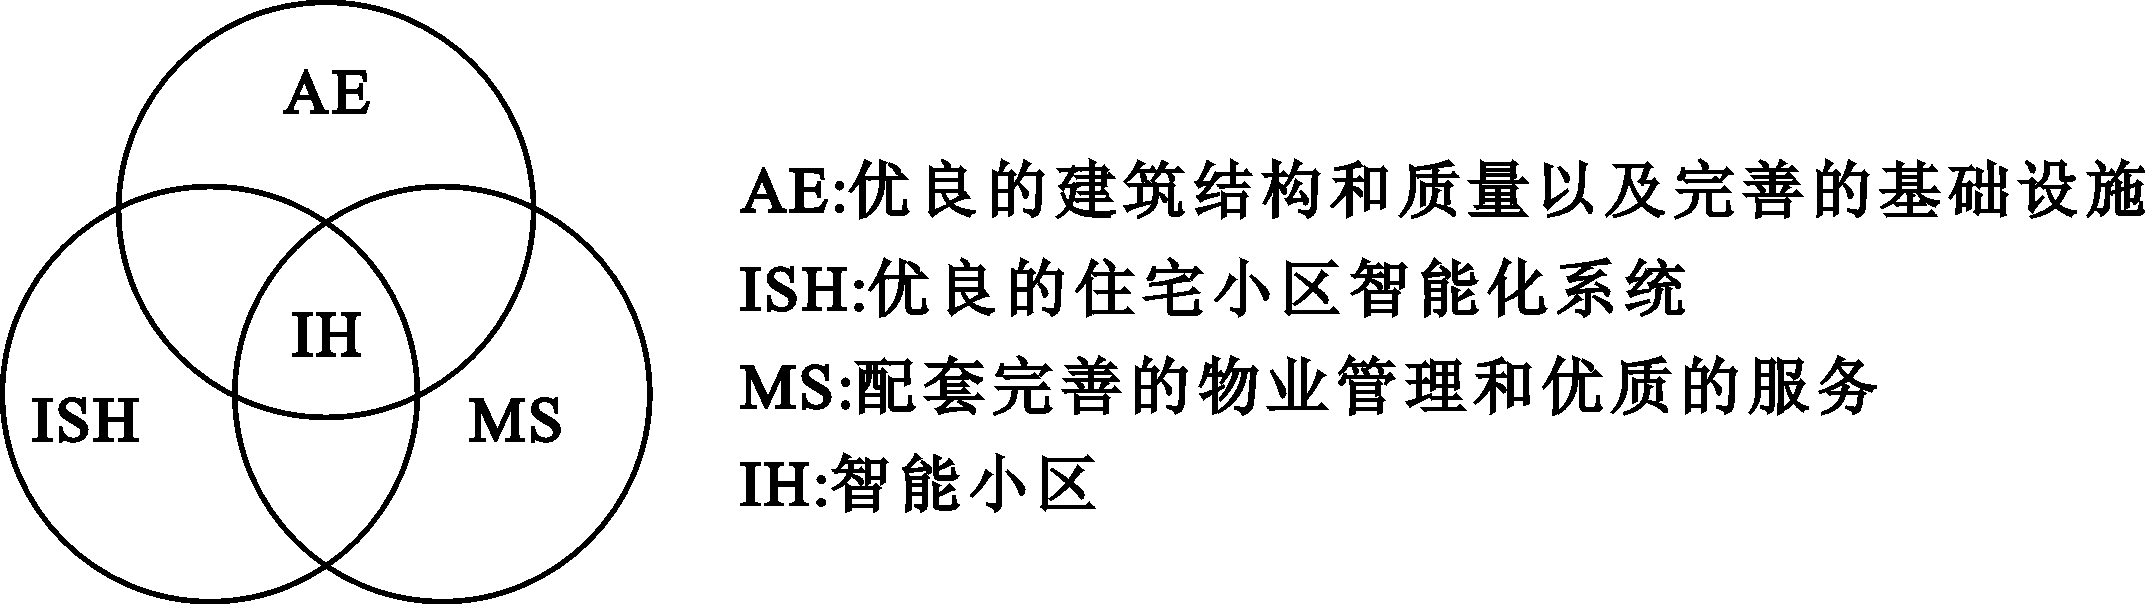 AE
IH
ISH
MS
AE:优良的建筑结构和质量以及完善的基础设施
ISH:优良的住宅小区智能化系统
MS:配套完善的物业管理和优质的服务
IH:智能小区